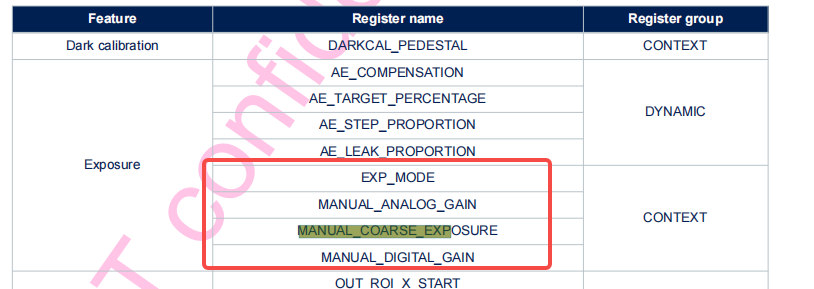 Feature Register name Register group
Dark calibration DARKCAL_PEDESTAL CONTEXT
AE_COMPENSATION
AE_TARGET_PERCENTAGE
DYNAMIC
AE_STEP_PROPORTION
AE_LEAK_PROPORTION
Exposure
EXP_MODE
MANUAL_ANALOG_GAIN
CONTEXT
MANUAL_COARSE_EXPOSURE
MANUAL_DIGITAL_GAIN
OUT_ROI_X_START
T confid